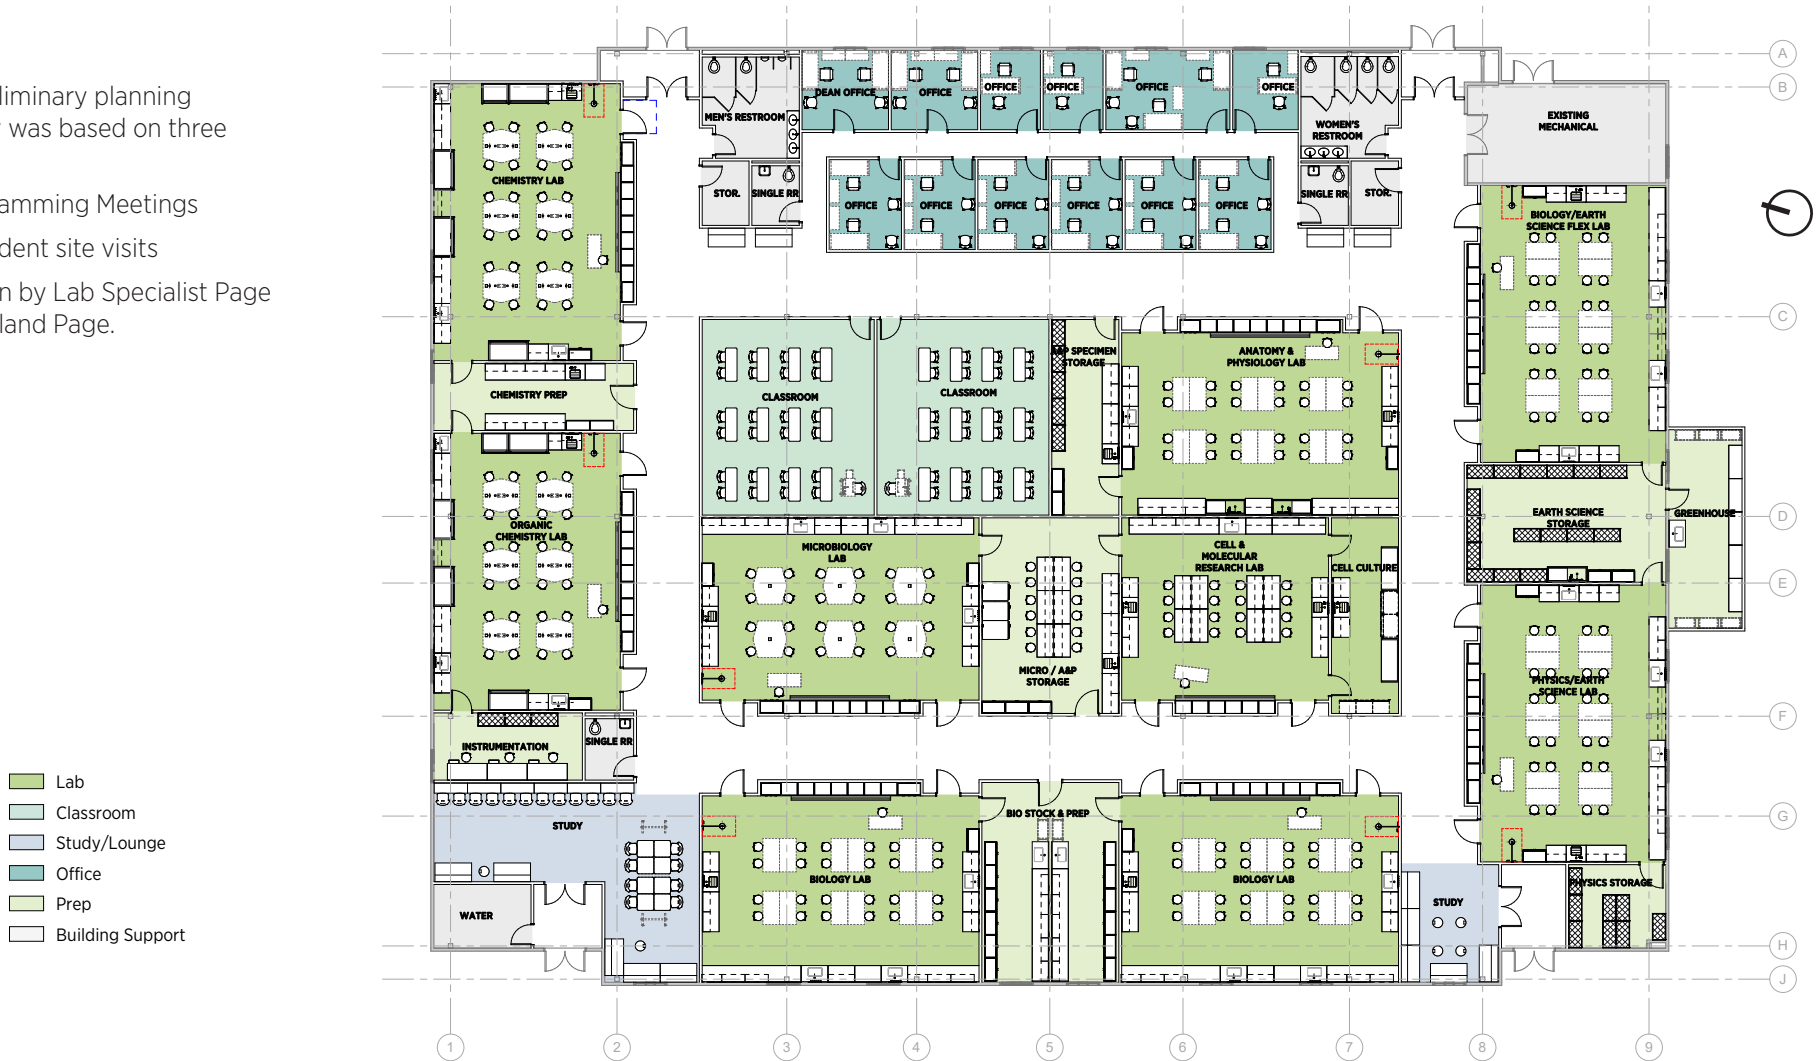 eliminary planning
was based on three
amming Meetings
dent site visits
n by Lab Specialist Page
land Page.
Lab
Classroom
Study/Lounge
Office
Prep
Building Support
A
B
C
D
E
F
G
H
J
1
2
3
4
5
6
7
8
9
MEN'S RESTROOM
DEAN OFFICE
OFFICE
OFFICE
OFFICE
OFFICE
OFFICE
WOMEN'S
RESTROOM
EXISTING
MECHANICAL
CHEMISTRY LAB
STOR.
SINGLE RR
OFFICE
OFFICE
OFFICE
OFFICE
OFFICE
OFFICE
SINGLE RR
STOR.
BIOLOGY/EARTH
SCIENCE FLEX LAB
CHEMISTRY PREP
CLASSROOM
CLASSROOM
A&P SPECIMEN
STORAGE
ANATOMY &
PHYSIOLOGY LAB
ORGANIC
CHEMISTRY LAB
MICROBIOLOGY
LAB
CELL &
MOLECULAR
RESEARCH LAB
CELL CULTURE
EARTH SCIENCE
STORAGE
GREENHOUSE
MICRO / A&P
STORAGE
PHYSICS/EARTH
SCIENCE LAB
INSTRUMENTATION
SINGLE RR
STUDY
BIO STOCK & PREP
BIOLOGY LAB
BIOLOGY LAB
WATER
STUDY
PHYSICS STORAGE